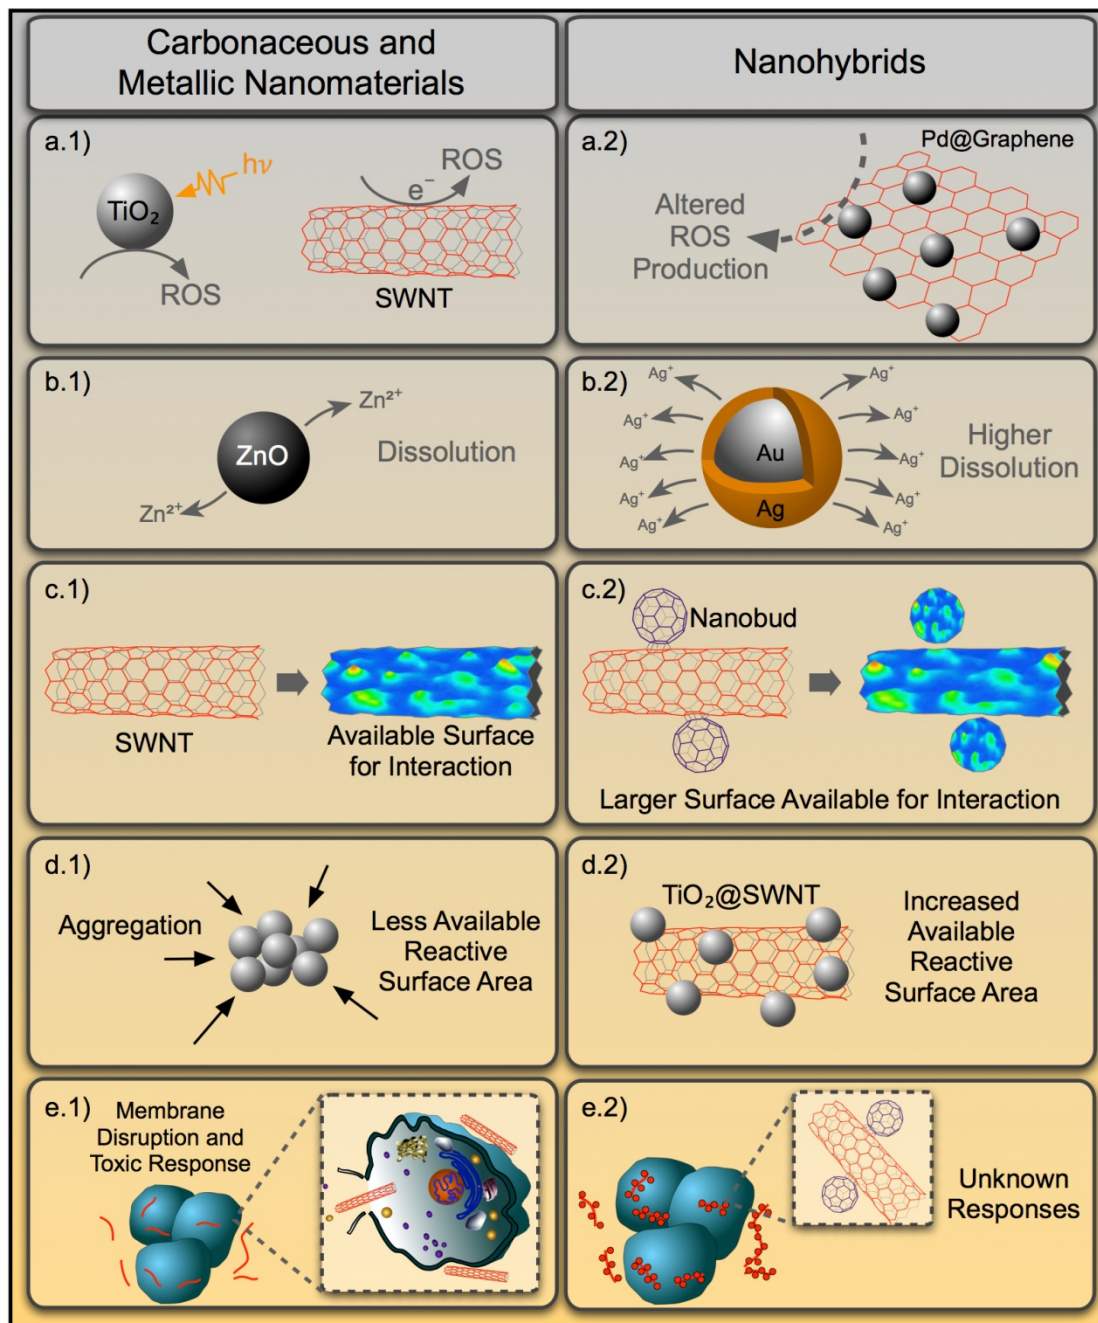 Carbonaceous and
Metallic Nanomaterials
Nanohybrids
a.1)
TiO₂
hν
ROS
e⁻
ROS
SWNT
a.2)
Pd@Graphene
Altered
ROS
Production
b.1)
Zn²⁺
ZnO
Dissolution
Zn²⁺
b.2)
Ag⁺
Ag⁺
Ag⁺
Ag⁺
Ag⁺
Au
Ag
Ag⁺
Ag⁺
Ag⁺
Ag⁺
Ag⁺
Higher
Dissolution
c.1)
SWNT
Available Surface
for Interaction
c.2)
Nanobud
Larger Surface Available for Interaction
d.1)
Aggregation
Less Available
Reactive
Surface Area
d.2)
TiO₂@SWNT
Increased
Available
Reactive
Surface Area
e.1)
Membrane
Disruption and
Toxic Response
e.2)
Unknown
Responses